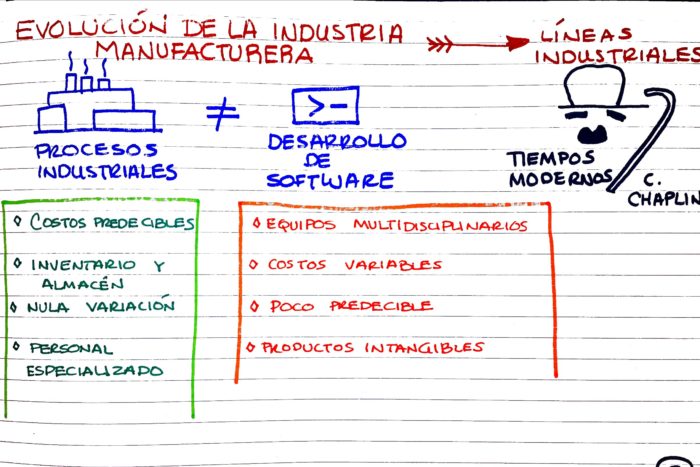 EVOLUCIÓN DE LA INDUSTRIA
MANUFACTURERA
LÍNEAS
INDUSTRIALES
PROCESOS
INDUSTRIALES
≠
>-
DESARROLLO
DE
SOFTWARE
TIEMPOS
MODERNOS
C.
CHAPLIN
◊ COSTOS PREDECIBLES
◊ INVENTARIO Y
ALMACÉN
◊ NULA VARIACIÓN
◊ PERSONAL
ESPECIALIZADO
◊ EQUIPOS MULTIDISCIPLINARIOS
◊ COSTOS VARIABLES
◊ POCO PREDECIBLE
◊ PRODUCTOS INTANGIBLES